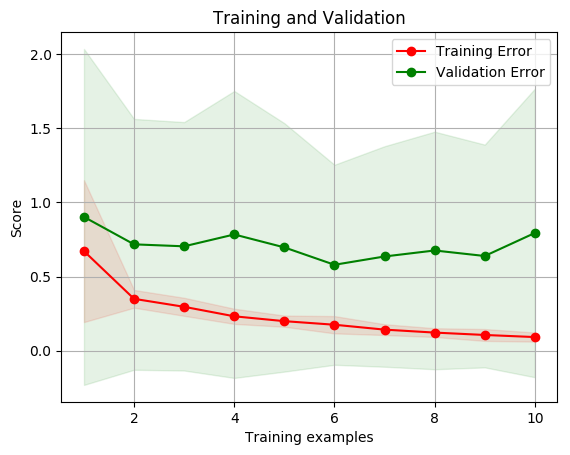 Training and Validation
Training Error
Validation Error
Score
2.0
1.5
1.0
0.5
0.0
2
4
6
8
10
Training examples